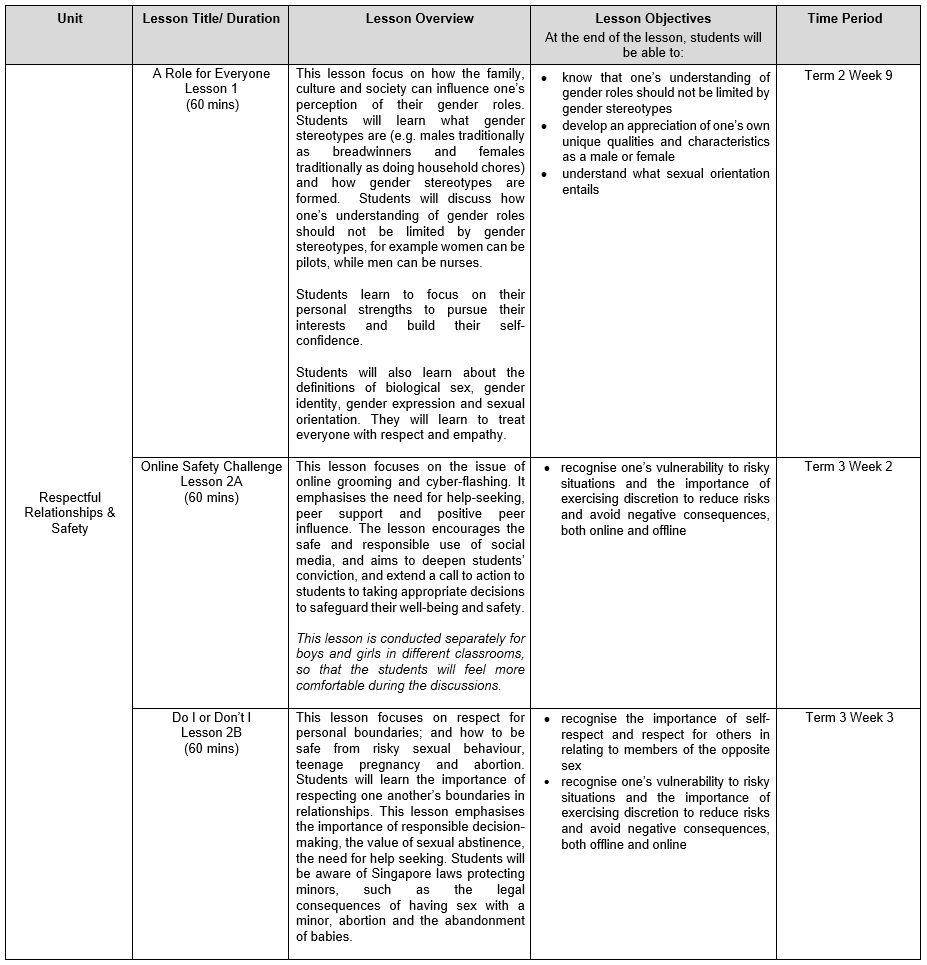 Unit
Lesson Title/ Duration
Lesson Overview
Lesson Objectives
At the end of the lesson, students will
be able to:
Time Period
Respectful
Relationships &
Safety
A Role for Everyone
Lesson 1
(60 mins)
This lesson focus on how the family,
culture and society can influence one's
perception of their gender roles.
Students will learn what gender
stereotypes are (e.g. males traditionally
as breadwinners and females
traditionally as doing household chores)
and how gender stereotypes are
formed. Students will discuss how
one's understanding of gender roles
should not be limited by gender
stereotypes, for example women can be
pilots, while men can be nurses.
Students learn to focus on their
personal strengths to pursue their
interests and build their self-
confidence.
Students will also learn about the
definitions of biological sex, gender
identity, gender expression and sexual
orientation. They will learn to treat
everyone with respect and empathy.
• know that one's understanding of
gender roles should not be limited by
gender stereotypes
• develop an appreciation of one's own
unique qualities and characteristics
as a male or female
• understand what sexual orientation
entails
Term 2 Week 9
Online Safety Challenge
Lesson 2A
(60 mins)
This lesson focuses on the issue of
online grooming and cyber-flashing. It
emphasises the need for help-seeking,
peer support and positive peer
influence. The lesson encourages the
safe and responsible use of social
media, and aims to deepen students'
conviction, and extend a call to action to
students to taking appropriate decisions
to safeguard their well-being and safety.
This lesson is conducted separately for
boys and girls in different classrooms,
so that the students will feel more
comfortable during the discussions.
• recognise one's vulnerability to risky
situations and the importance of
exercising discretion to reduce risks
and avoid negative consequences,
both online and offline
Term 3 Week 2
Do I or Don't I
Lesson 2B
(60 mins)
This lesson focuses on respect for
personal boundaries; and how to be
safe from risky sexual behaviour,
teenage pregnancy and abortion.
Students will learn the importance of
respecting one another's boundaries in
relationships. This lesson emphasises
the importance of responsible decision-
making, the value of sexual abstinence,
the need for help seeking. Students will
be aware of Singapore laws protecting
minors, such as the legal
consequences of having sex with a
minor, abortion and the abandonment
of babies.
• recognise the importance of self-
respect and respect for others in
relating to members of the opposite
sex
• recognise one's vulnerability to risky
situations and the importance of
exercising discretion to reduce risks
and avoid negative consequences,
both offline and online
Term 3 Week 3